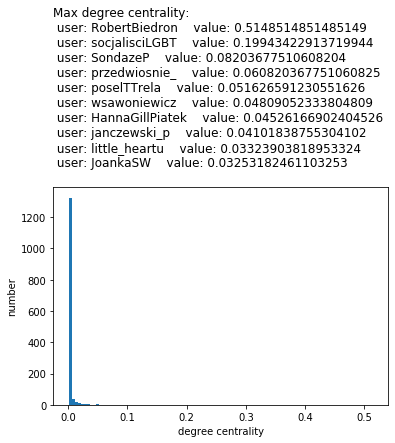 Max degree centrality:
user: RobertBiedron value: 0.5148514851485149
user: socjalisciLGBT value: 0.19943422913719944
user: SondazeP value: 0.08203677510608204
user: przedwiosnie_ value: 0.060820367751060825
user: poselTTrela value: 0.051626591230551626
user: wsawoniewicz value: 0.04809052333804809
user: HannaGillPiatek value: 0.04526166902404526
user: janczewski_p value: 0.04101838755304102
user: little_heartu value: 0.03323903818953324
user: JoankaSW value: 0.03253182461103253
1200
1000
800
600
400
200
0
number
0.0 0.1 0.2 0.3 0.4 0.5
degree centrality